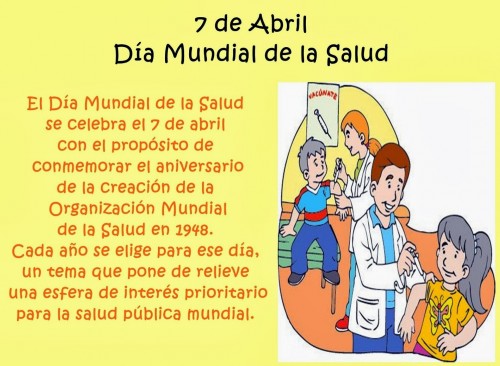 7 de Abril
Día Mundial de la Salud
El Día Mundial de la Salud
se celebra el 7 de abril
con el propósito de
conmemorar el aniversario
de la creación de la
Organización Mundial
de la Salud en 1948.
Cada año se elige para ese día,
un tema que pone de relieve
una esfera de interés prioritario
para la salud pública mundial.
VACÚNATE